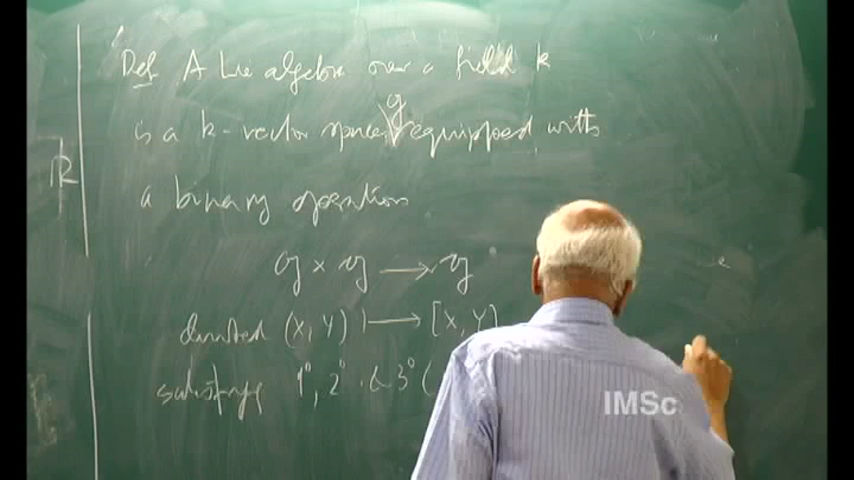 Def A Lie algebra over a field k
is a k-vector space g equipped with
a binary operation
g × g ⟶ g
denoted (X, Y) ⟼ [X, Y]
satisfying 1°, 2° & 3° (
R
IMSc